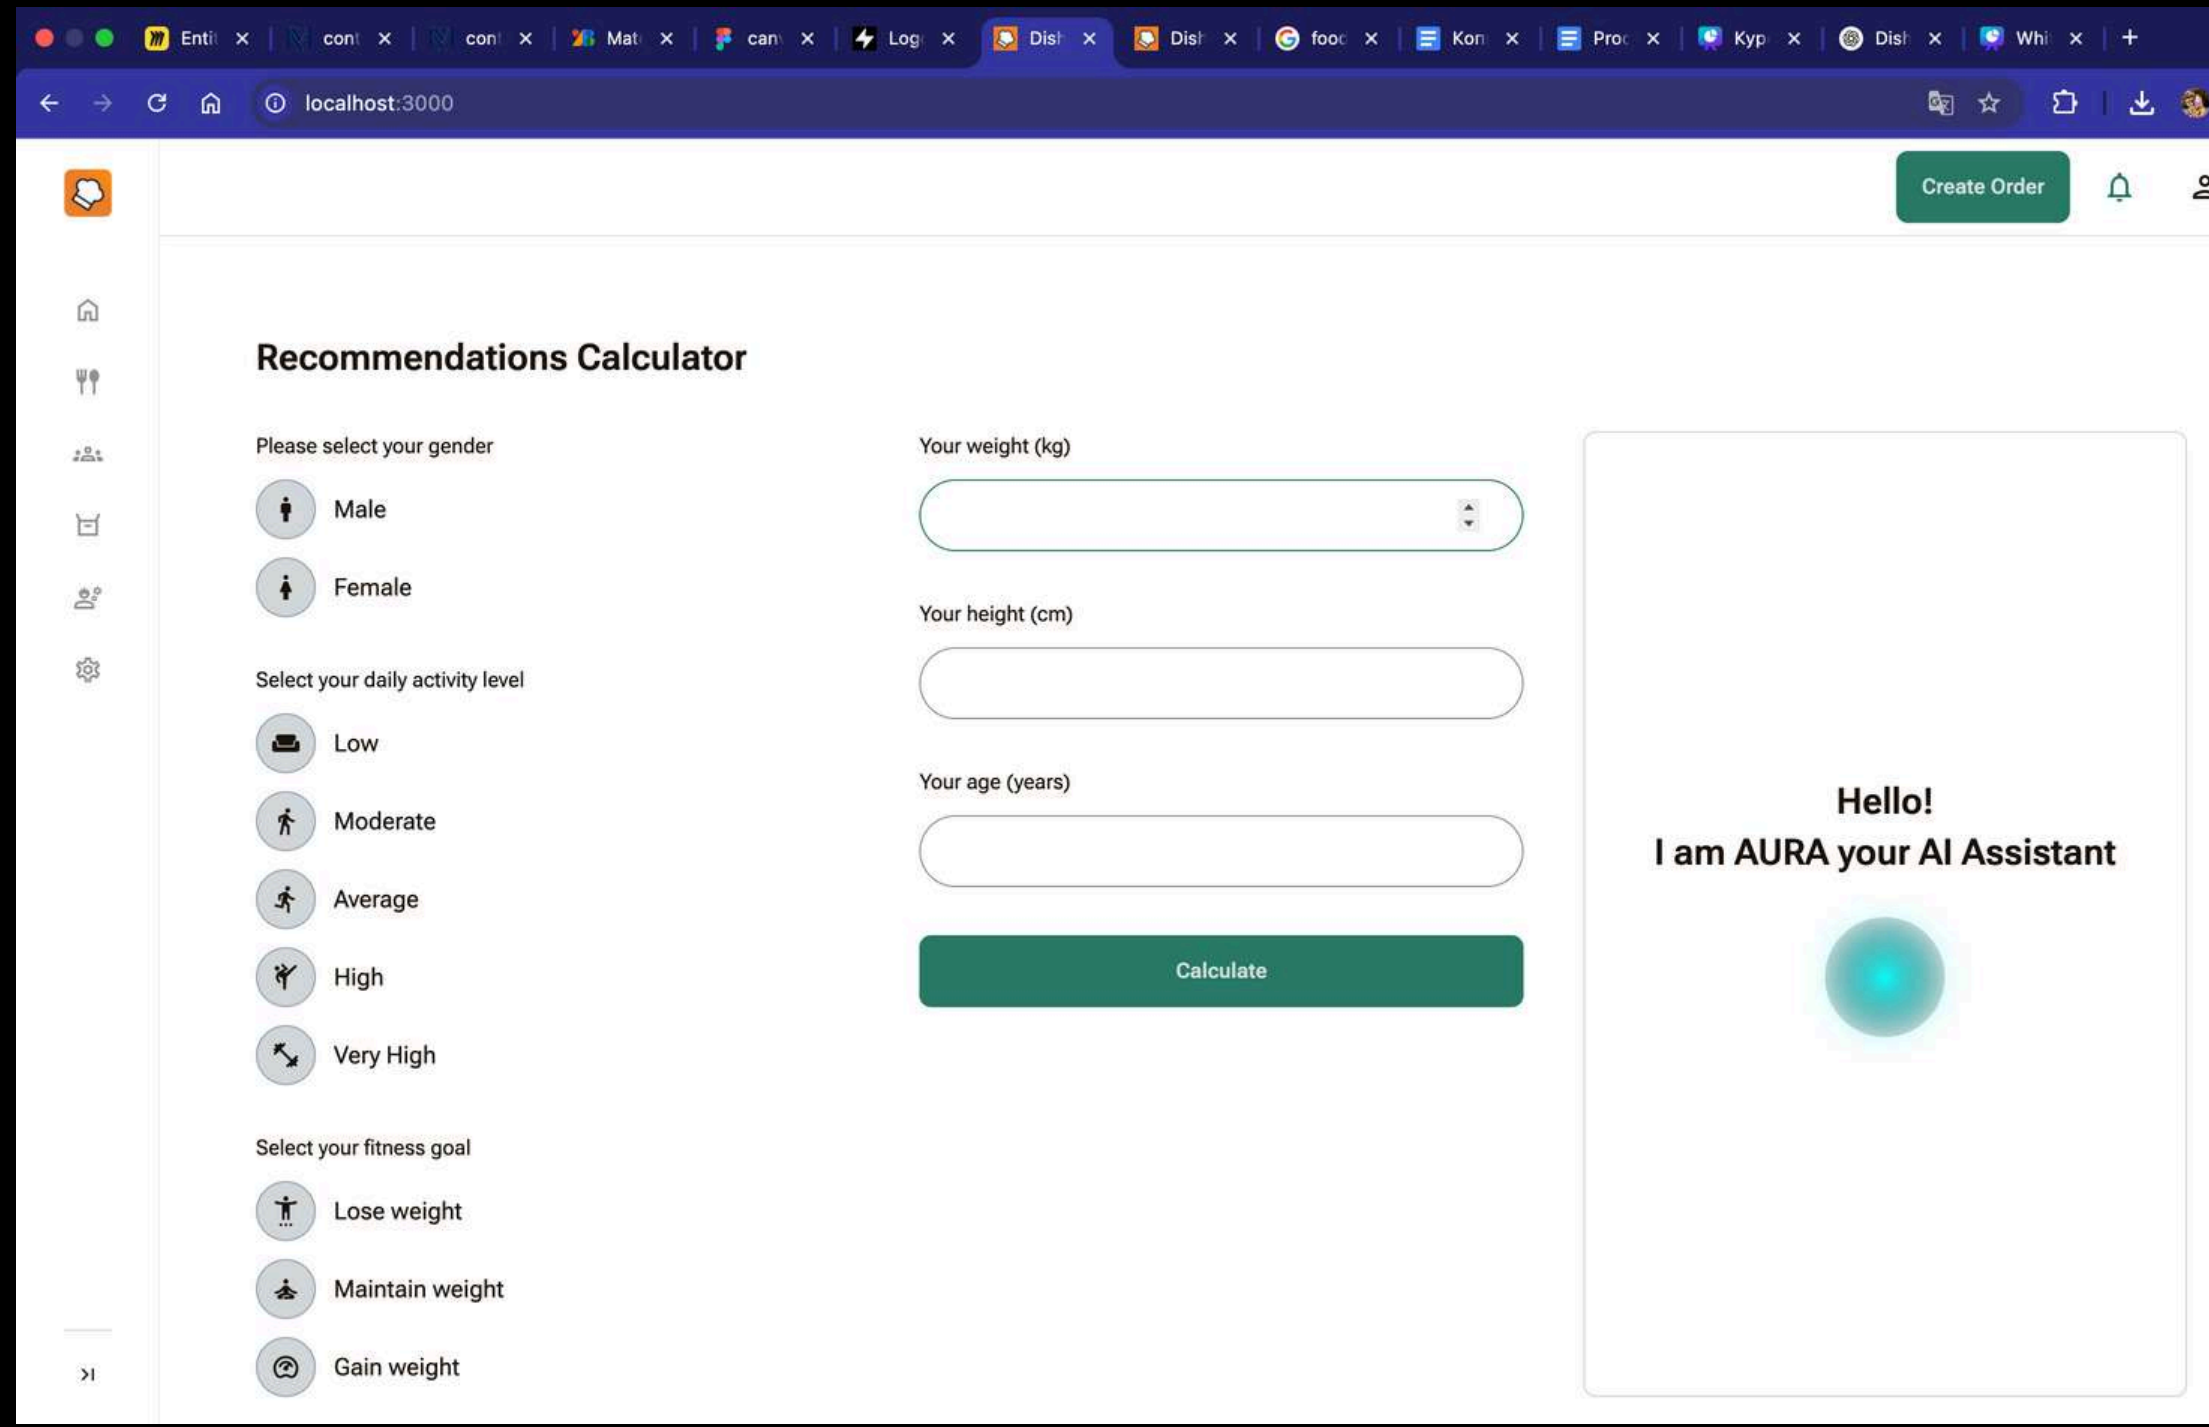 Enti
cont
cont
Mat
can
Log
Dish
Dish
food
Kon
Proc
Kyp
Dish
Whi
localhost:3000
Create Order
Recommendations Calculator
Please select your gender
Male
Female
Select your daily activity level
Low
Moderate
Average
High
Very High
Select your fitness goal
Lose weight
Maintain weight
Gain weight
Your weight (kg)
Your height (cm)
Your age (years)
Calculate
Hello!
I am AURA your AI Assistant